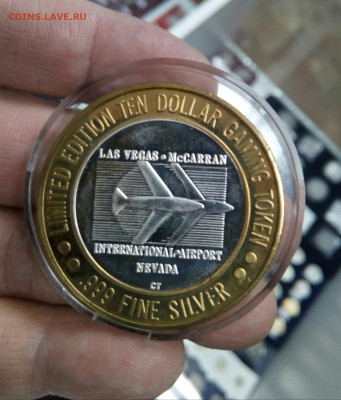 COINS.LAVE.RU
LIMITED EDITION TEN DOLLAR GAMING TOKEN
LAS VEGAS • McCARRAN
INTERNATIONAL AIRPORT
NEVADA
CT
.999 FINE SILVER